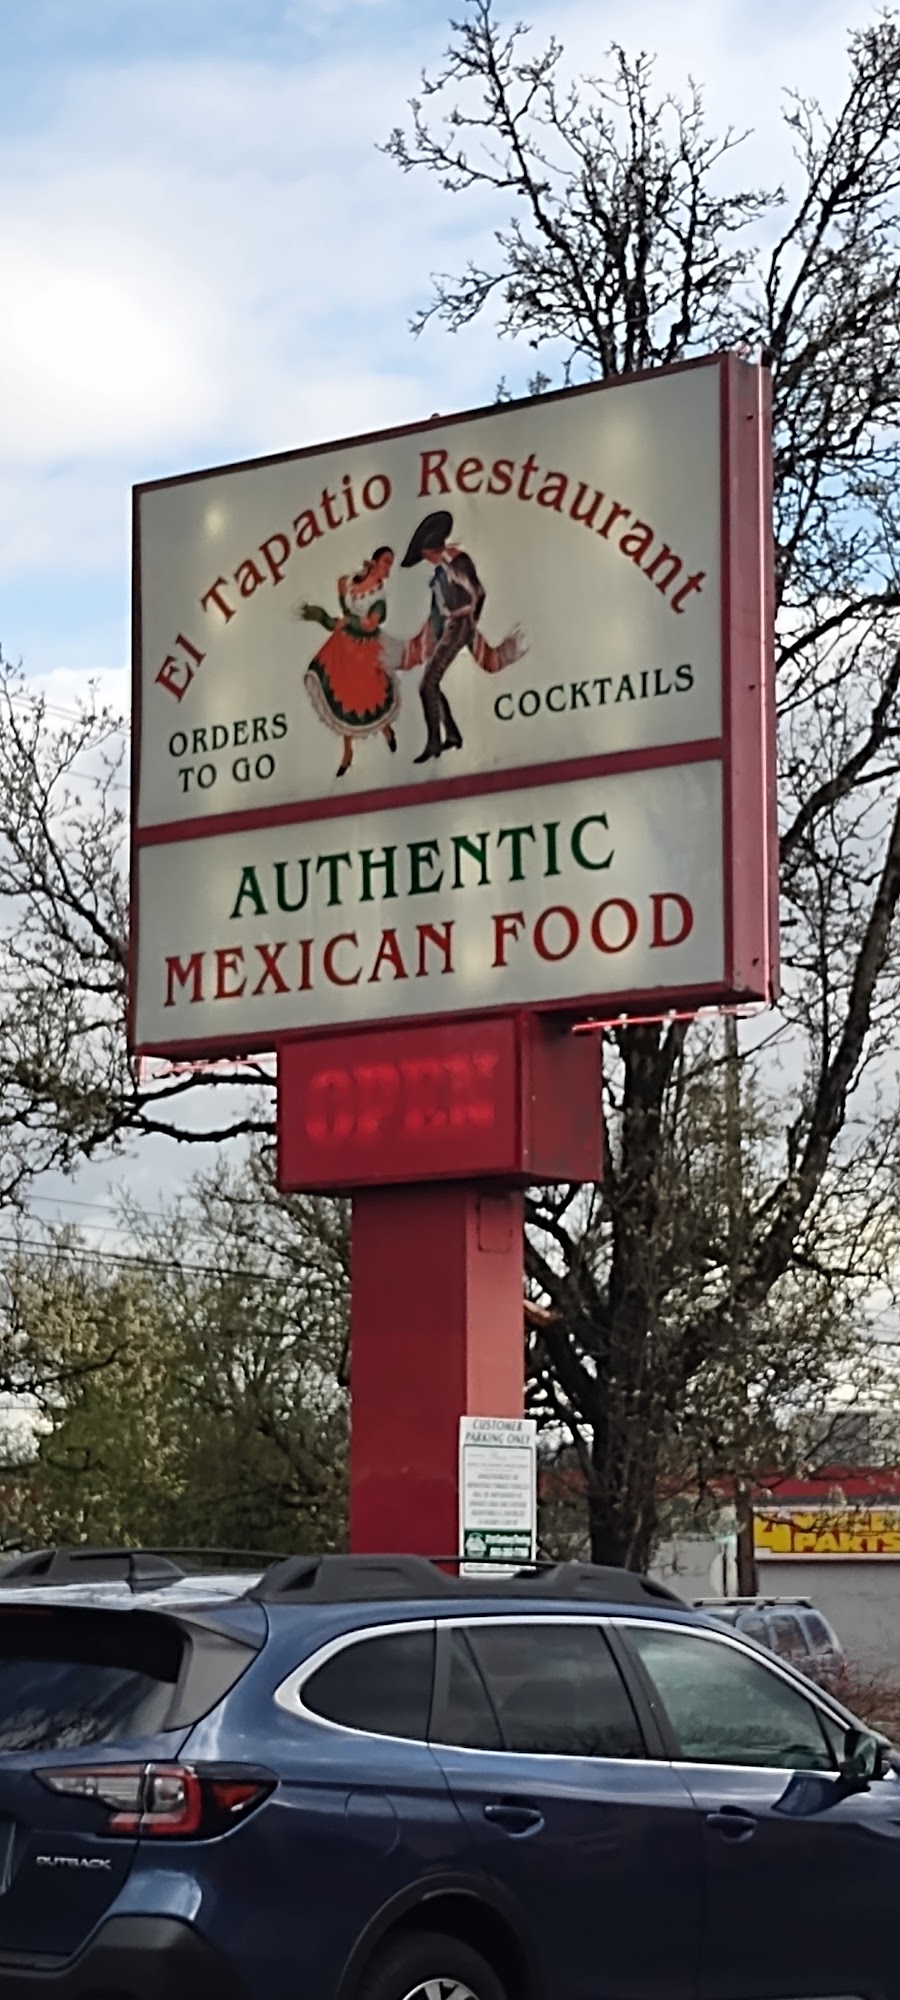 El Tapatio Restaurant
ORDERS
TO GO
COCKTAILS
AUTHENTIC
MEXICAN FOOD
OPEN
CUSTOMER
PARKING ONLY
PARTS
OUTBACK